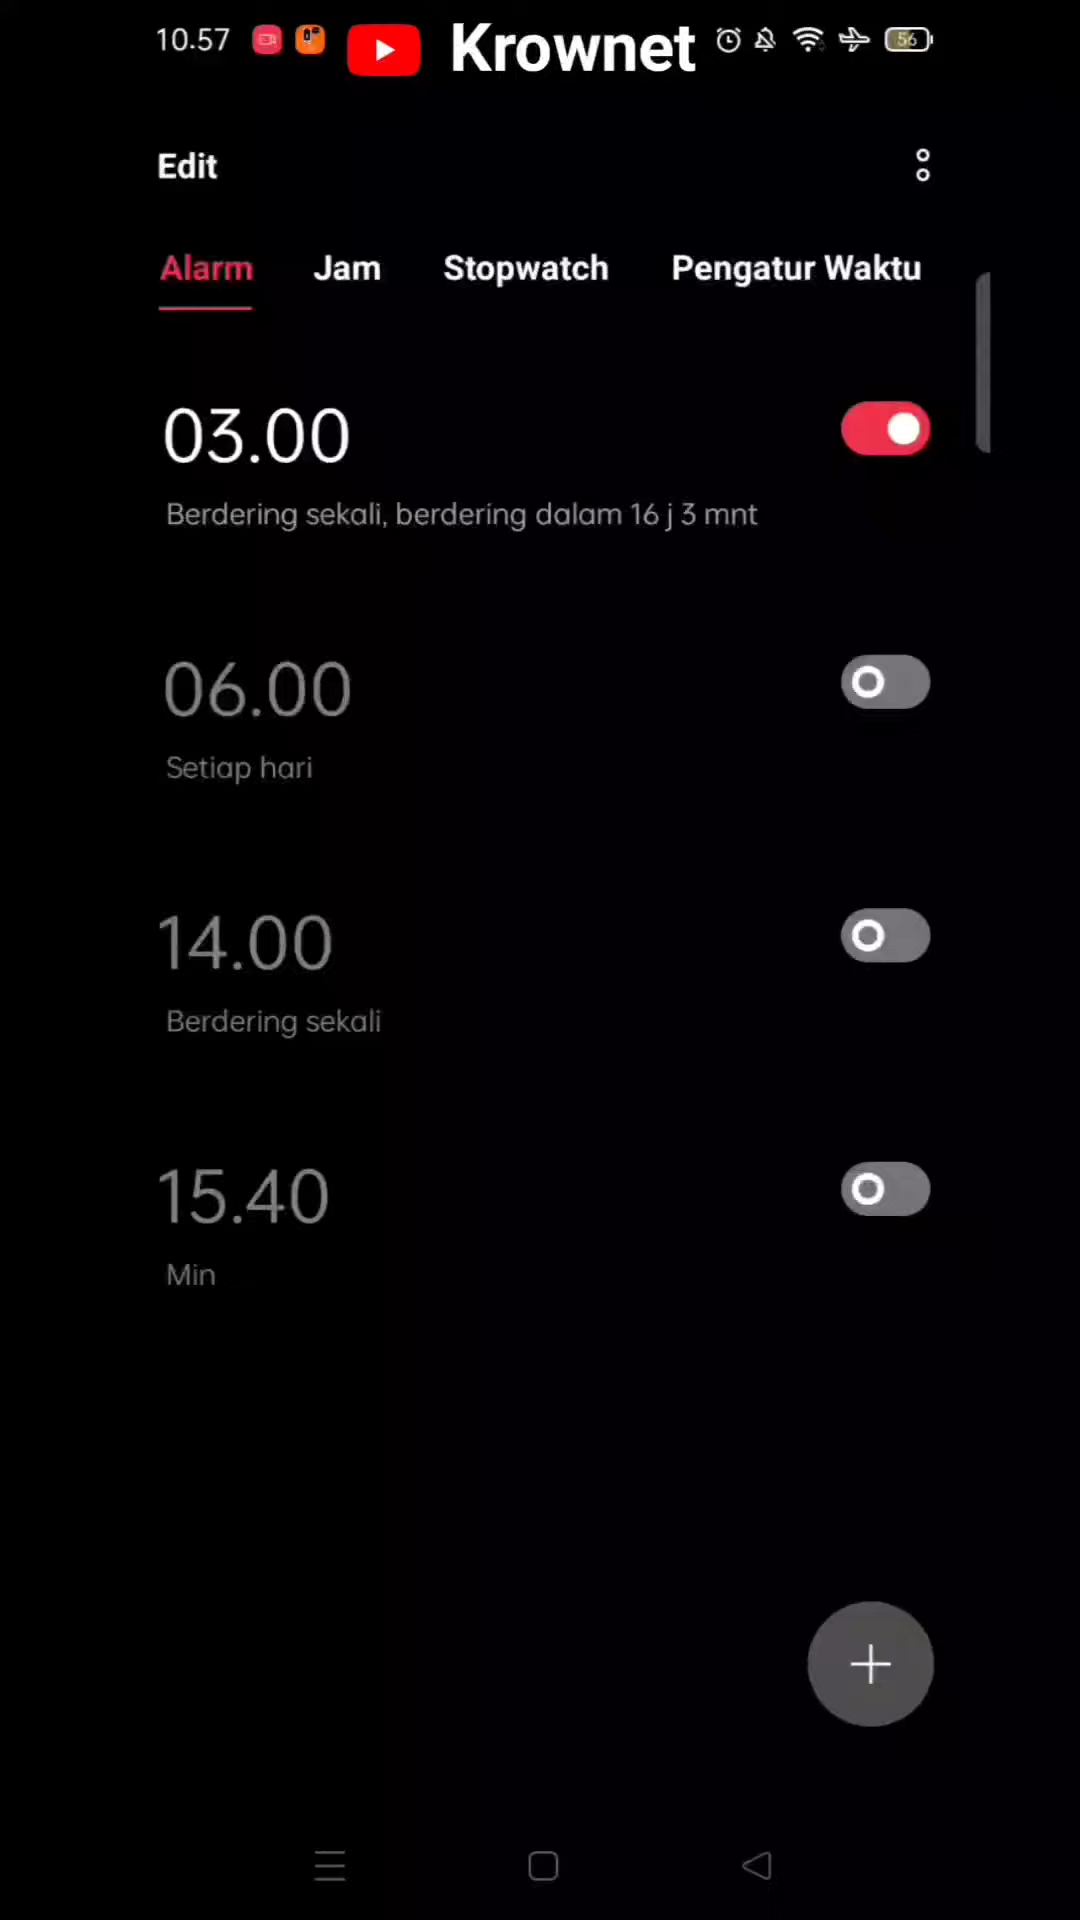 10.57 Krownet 56
Edit
Alarm Jam Stopwatch Pengatur Waktu
03.00
Berdering sekali, berdering dalam 16 j 3 mnt
06.00
Setiap hari
14.00
Berdering sekali
15.40
Min